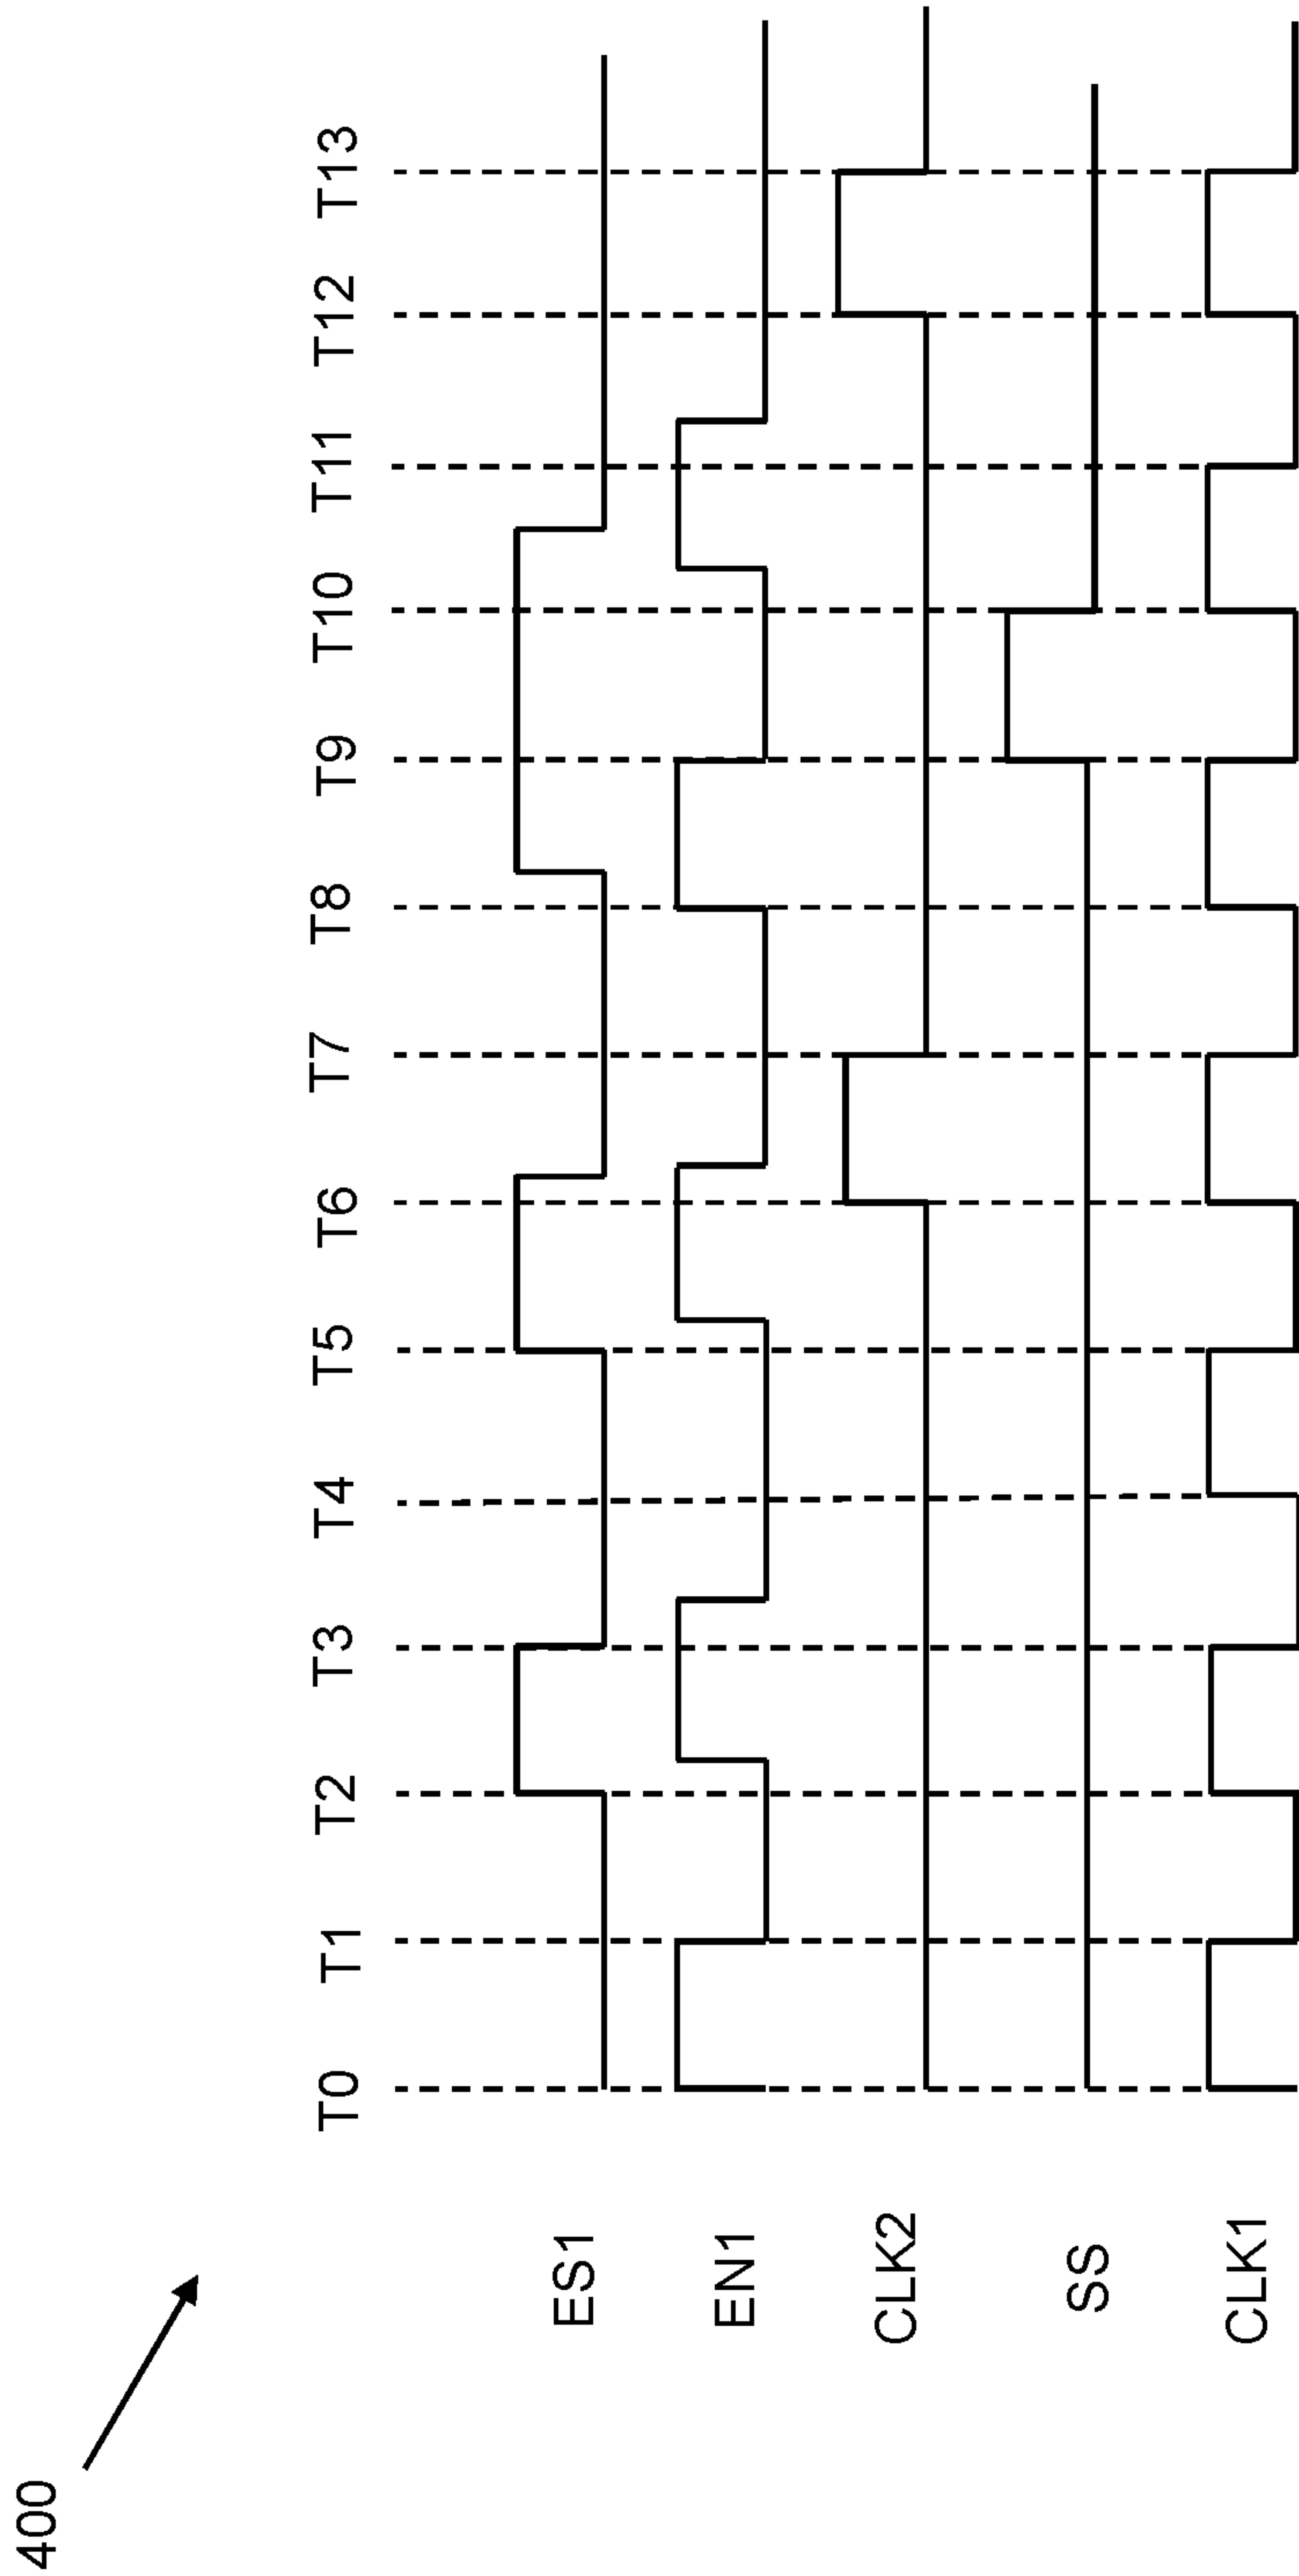 400
T0 T1 T2 T3 T4 T5 T6 T7 T8 T9 T10 T11 T12 T13
ES1
EN1
CLK2
SS
CLK1